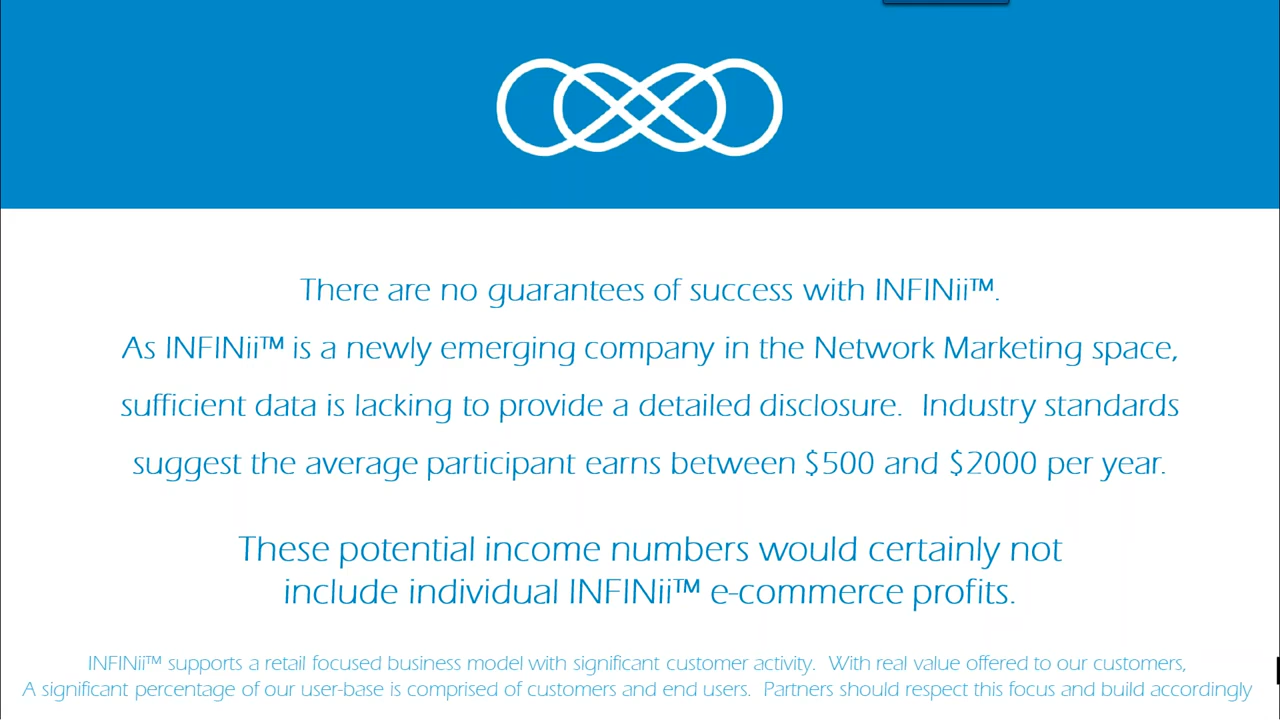 There are no guarantees of success with INFINii™.
As INFINii™ is a newly emerging company in the Network Marketing space,
sufficient data is lacking to provide a detailed disclosure.  Industry standards
suggest the average participant earns between $500 and $2000 per year.
These potential income numbers would certainly not
include individual INFINii™ e-commerce profits.
INFINii™ supports a retail focused business model with significant customer activity.  With real value offered to our customers,
A significant percentage of our user-base is comprised of customers and end users.  Partners should respect this focus and build accordingly